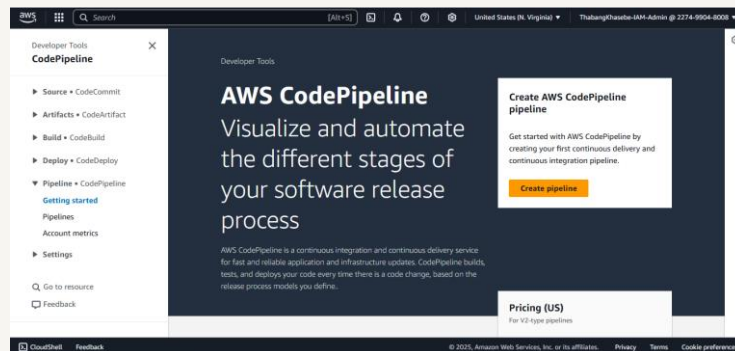 aws
Search
[Alt+S]
United States (N. Virginia)
ThabangKhasebe-IAM-Admin @ 2274-9904-8008
Developer Tools
CodePipeline
Source • CodeCommit
Artifacts • CodeArtifact
Build • CodeBuild
Deploy • CodeDeploy
Pipeline • CodePipeline
Getting started
Pipelines
Account metrics
Settings
Go to resource
Feedback
Developer Tools
AWS CodePipeline
Visualize and automate
the different stages of
your software release
process
AWS CodePipeline is a continuous integration and continuous delivery service
for fast and reliable application and infrastructure updates. CodePipeline builds,
tests, and deploys your code every time there is a code change, based on the
release process models you define.
Create AWS CodePipeline
pipeline
Get started with AWS CodePipeline by
creating your first continuous delivery and
continuous integration pipeline.
Create pipeline
Pricing (US)
For V2-type pipelines
CloudShell
Feedback
© 2025, Amazon Web Services, Inc. or its affiliates.
Privacy
Terms
Cookie preference